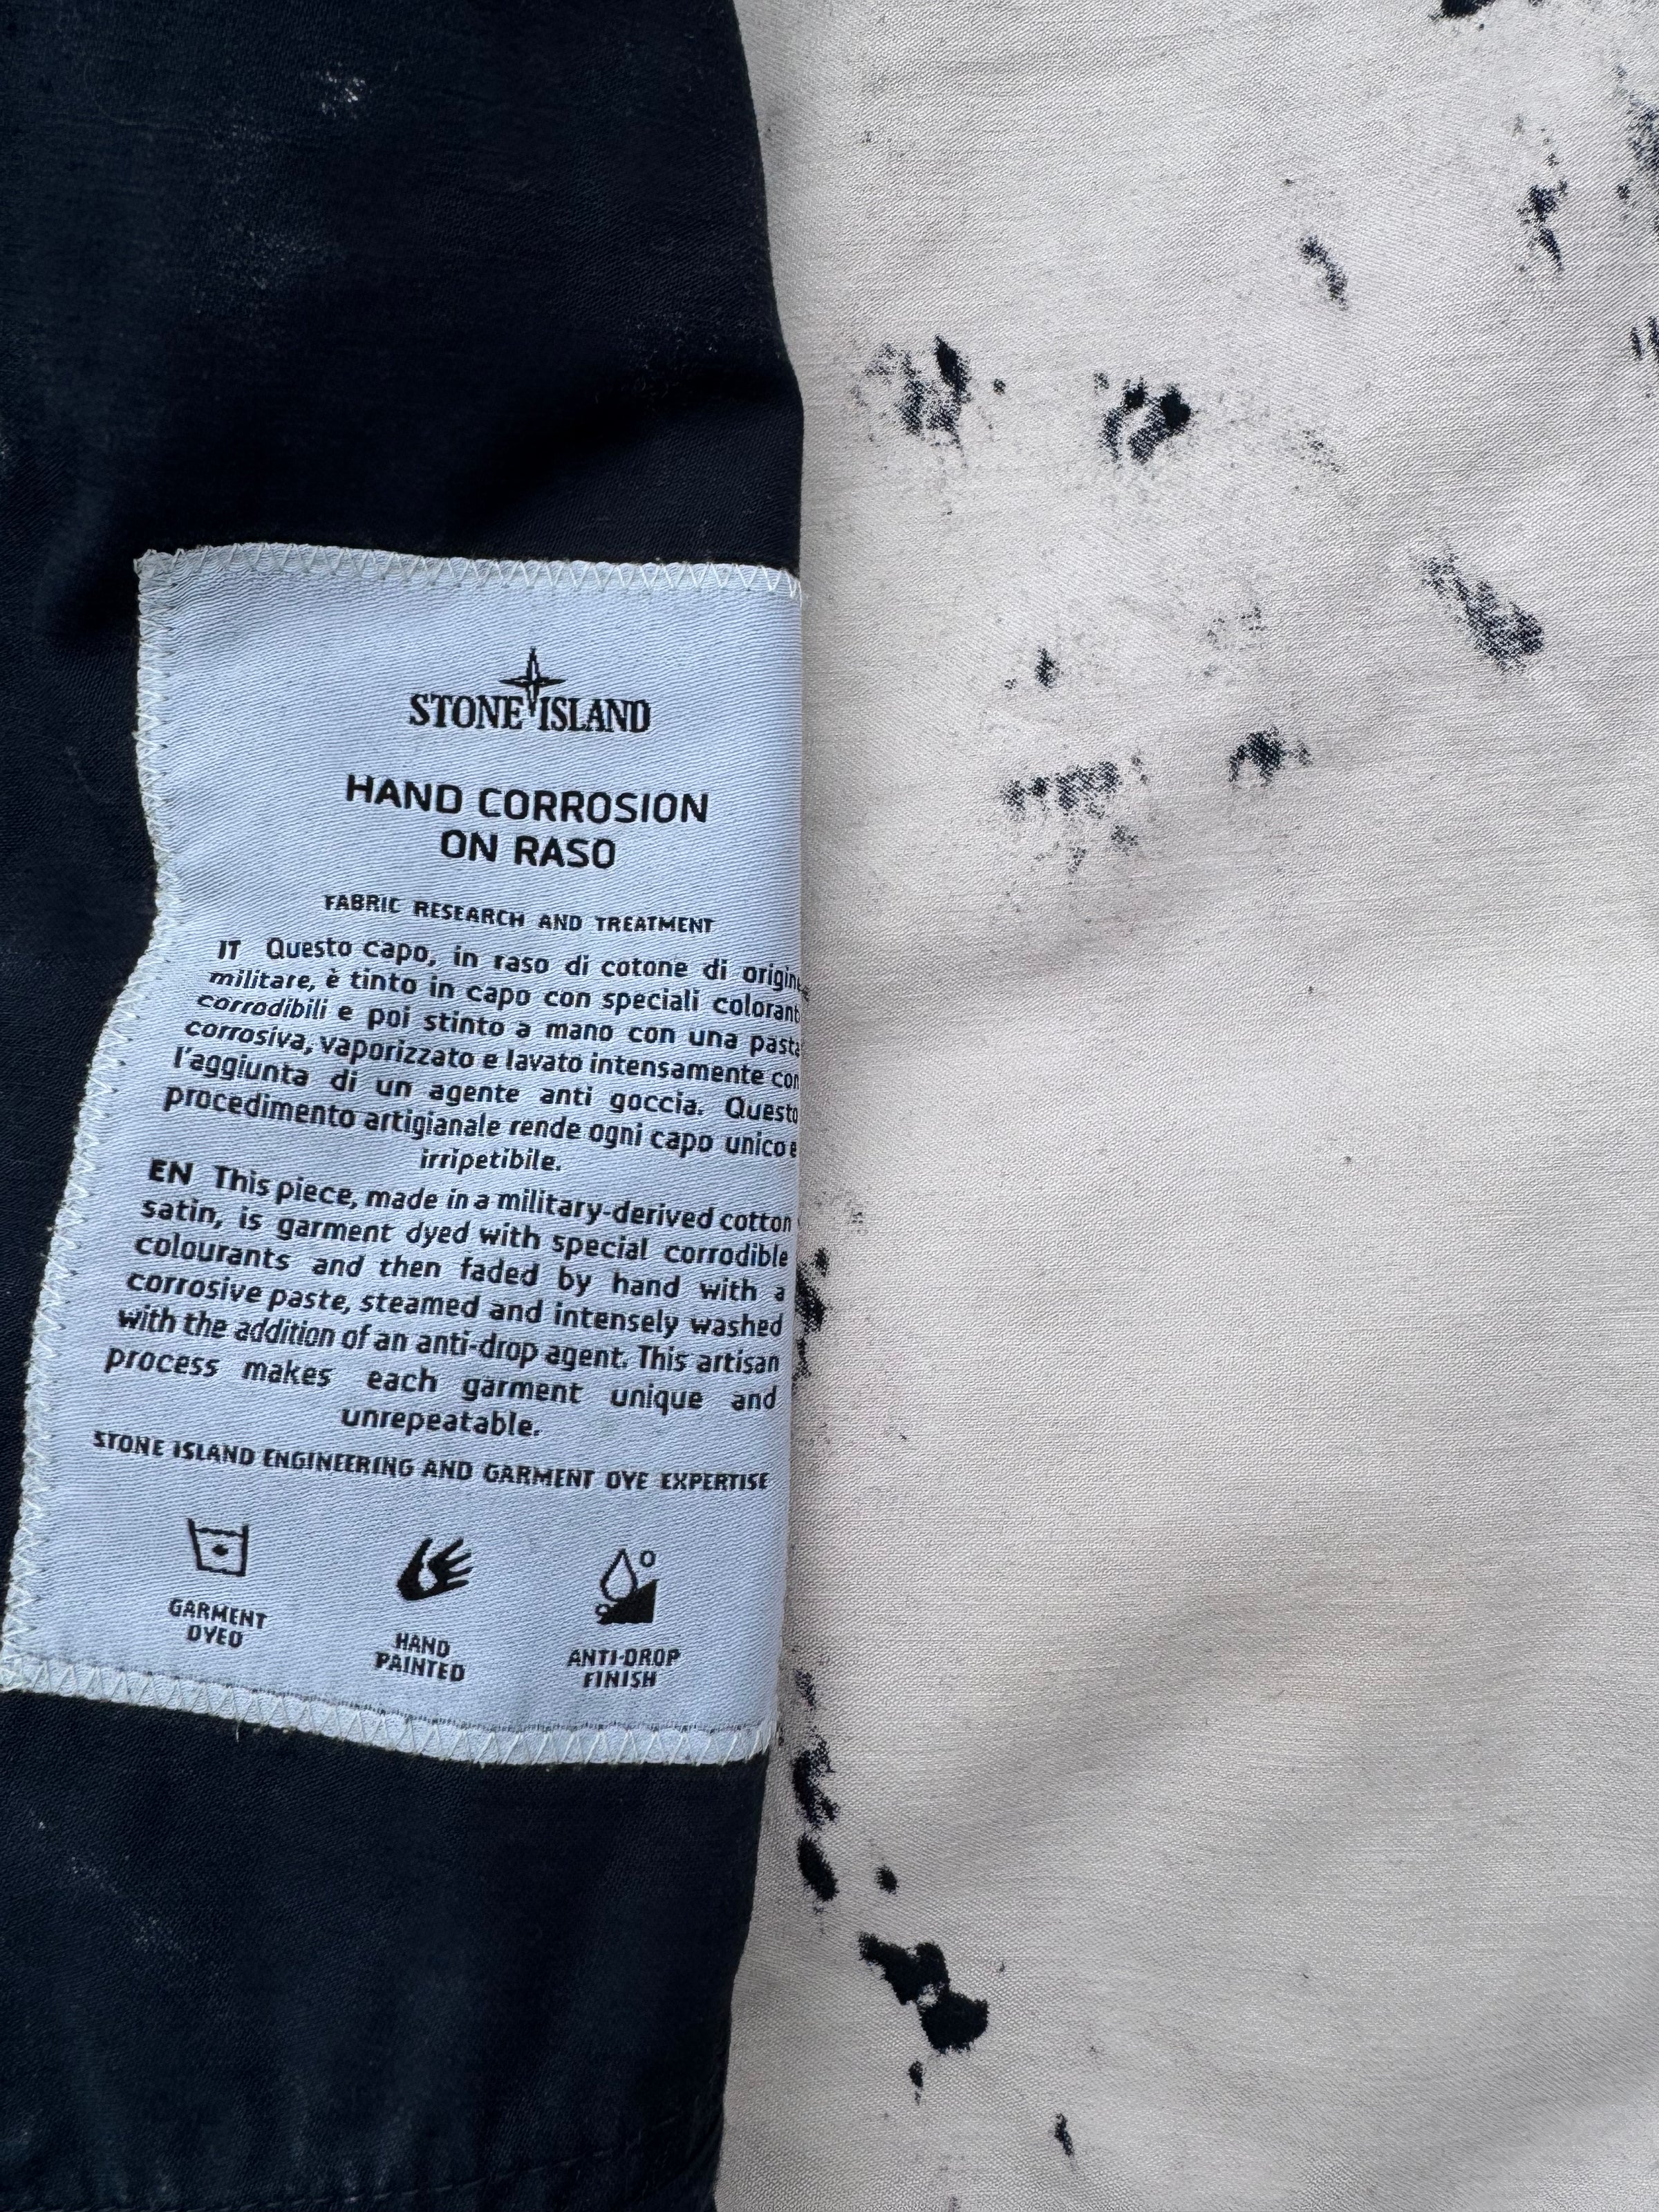 STONE ISLAND
HAND CORROSION
ON RASO
FABRIC RESEARCH AND TREATMENT
IT Questo capo, in raso di cotone di origine
militare, è tinto in capo con speciali coloranti
corrodibili e poi stinto a mano con una pasta
corrosiva, vaporizzato e lavato intensamente con
l'aggiunta di un agente anti goccia. Questo
procedimento artigianale rende ogni capo unico e
irripetibile.
EN This piece, made in a military-derived cotton
satin, is garment dyed with special corrodible
colourants and then faded by hand with a
corrosive paste, steamed and intensely washed
with the addition of an anti-drop agent. This artisan
process makes each garment unique and
unrepeatable.
STONE ISLAND ENGINEERING AND GARMENT DYE EXPERTISE
GARMENT
DYED
HAND
PAINTED
ANTI-DROP
FINISH